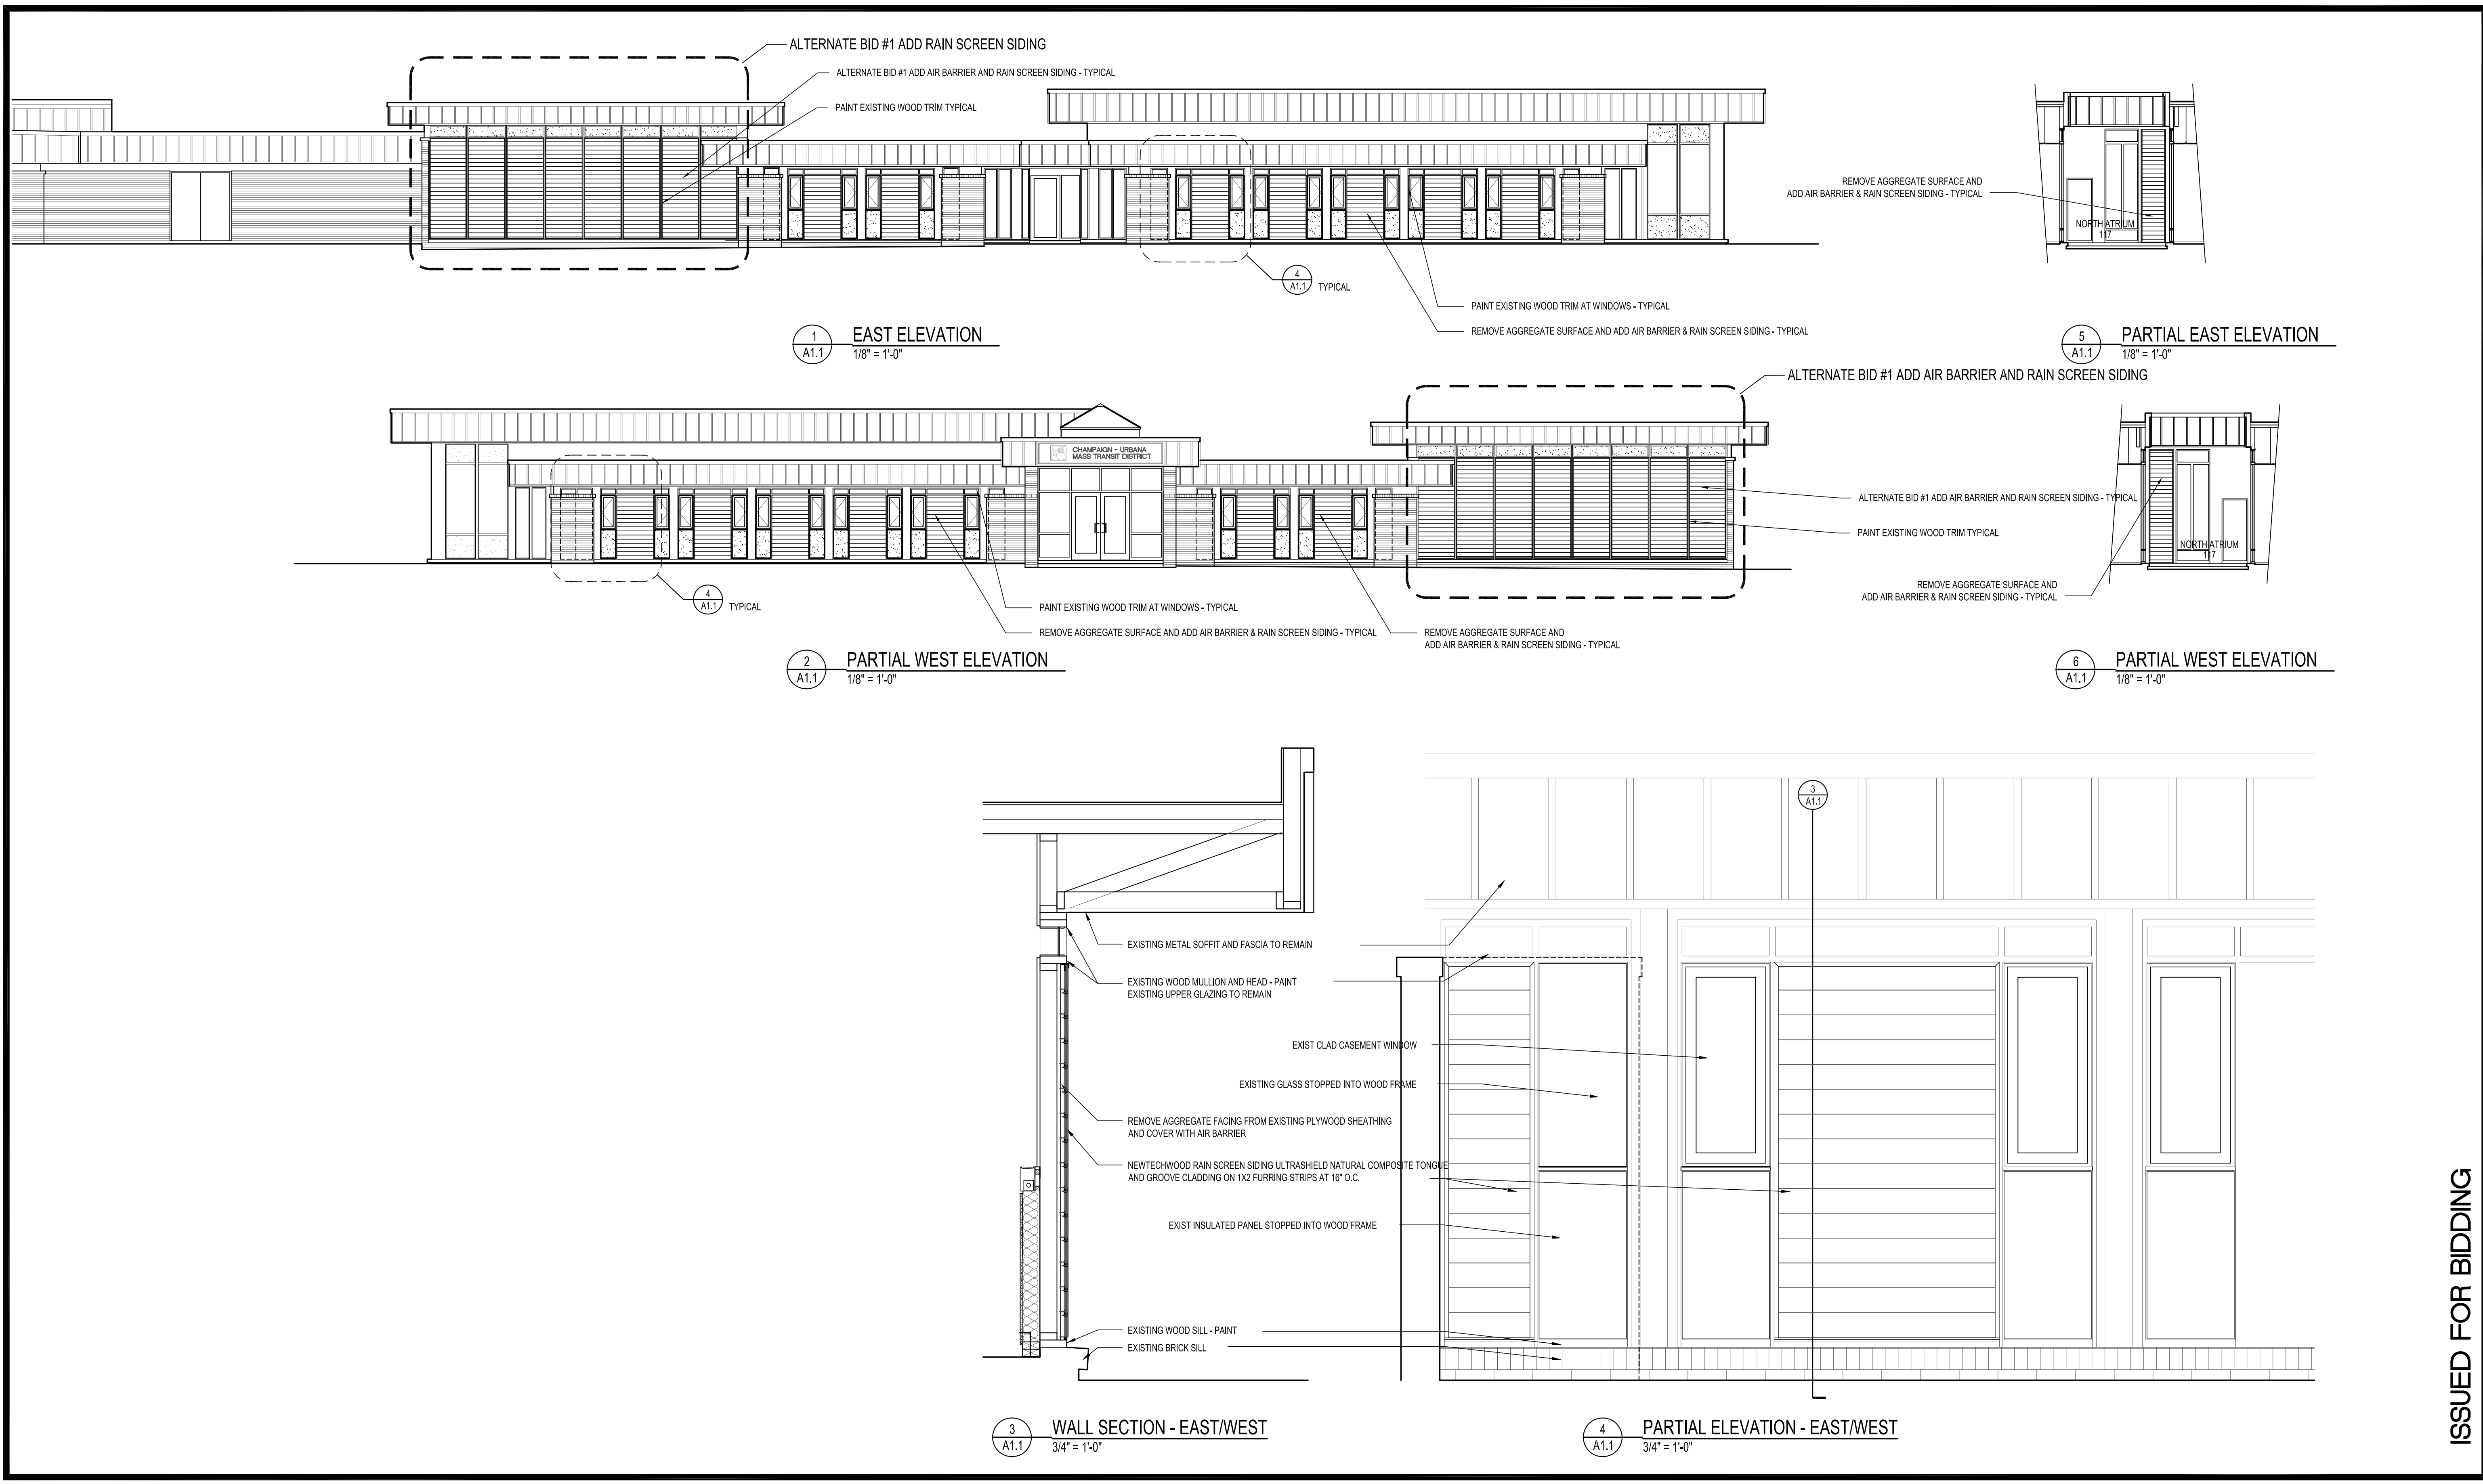 ALTERNATE BID #1 ADD RAIN SCREEN SIDING
ALTERNATE BID #1 ADD AIR BARRIER AND RAIN SCREEN SIDING - TYPICAL
PAINT EXISTING WOOD TRIM TYPICAL
4
A1.1
TYPICAL
PAINT EXISTING WOOD TRIM AT WINDOWS - TYPICAL
REMOVE AGGREGATE SURFACE AND ADD AIR BARRIER & RAIN SCREEN SIDING - TYPICAL
1
A1.1
EAST ELEVATION
1/8" = 1'-0"
REMOVE AGGREGATE SURFACE AND
ADD AIR BARRIER & RAIN SCREEN SIDING - TYPICAL
NORTH ATRIUM
117
5
A1.1
PARTIAL EAST ELEVATION
1/8" = 1'-0"
ALTERNATE BID #1 ADD AIR BARRIER AND RAIN SCREEN SIDING
CHAMPAIGN - URBANA
MASS TRANSIT DISTRICT
ALTERNATE BID #1 ADD AIR BARRIER AND RAIN SCREEN SIDING - TYPICAL
PAINT EXISTING WOOD TRIM TYPICAL
4
A1.1
TYPICAL
PAINT EXISTING WOOD TRIM AT WINDOWS - TYPICAL
REMOVE AGGREGATE SURFACE AND ADD AIR BARRIER & RAIN SCREEN SIDING - TYPICAL
REMOVE AGGREGATE SURFACE AND
ADD AIR BARRIER & RAIN SCREEN SIDING - TYPICAL
2
A1.1
PARTIAL WEST ELEVATION
1/8" = 1'-0"
NORTH ATRIUM
117
REMOVE AGGREGATE SURFACE AND
ADD AIR BARRIER & RAIN SCREEN SIDING - TYPICAL
6
A1.1
PARTIAL WEST ELEVATION
1/8" = 1'-0"
3
A1.1
EXISTING METAL SOFFIT AND FASCIA TO REMAIN
EXISTING WOOD MULLION AND HEAD - PAINT
EXISTING UPPER GLAZING TO REMAIN
EXIST CLAD CASEMENT WINDOW
EXISTING GLASS STOPPED INTO WOOD FRAME
REMOVE AGGREGATE FACING FROM EXISTING PLYWOOD SHEATHING
AND COVER WITH AIR BARRIER
NEWTECHWOOD RAIN SCREEN SIDING ULTRASHIELD NATURAL COMPOSITE TONGUE
AND GROOVE CLADDING ON 1X2 FURRING STRIPS AT 16" O.C.
EXIST INSULATED PANEL STOPPED INTO WOOD FRAME
EXISTING WOOD SILL - PAINT
EXISTING BRICK SILL
3
A1.1
WALL SECTION - EAST/WEST
3/4" = 1'-0"
4
A1.1
PARTIAL ELEVATION - EAST/WEST
3/4" = 1'-0"
ISSUED FOR BIDDING